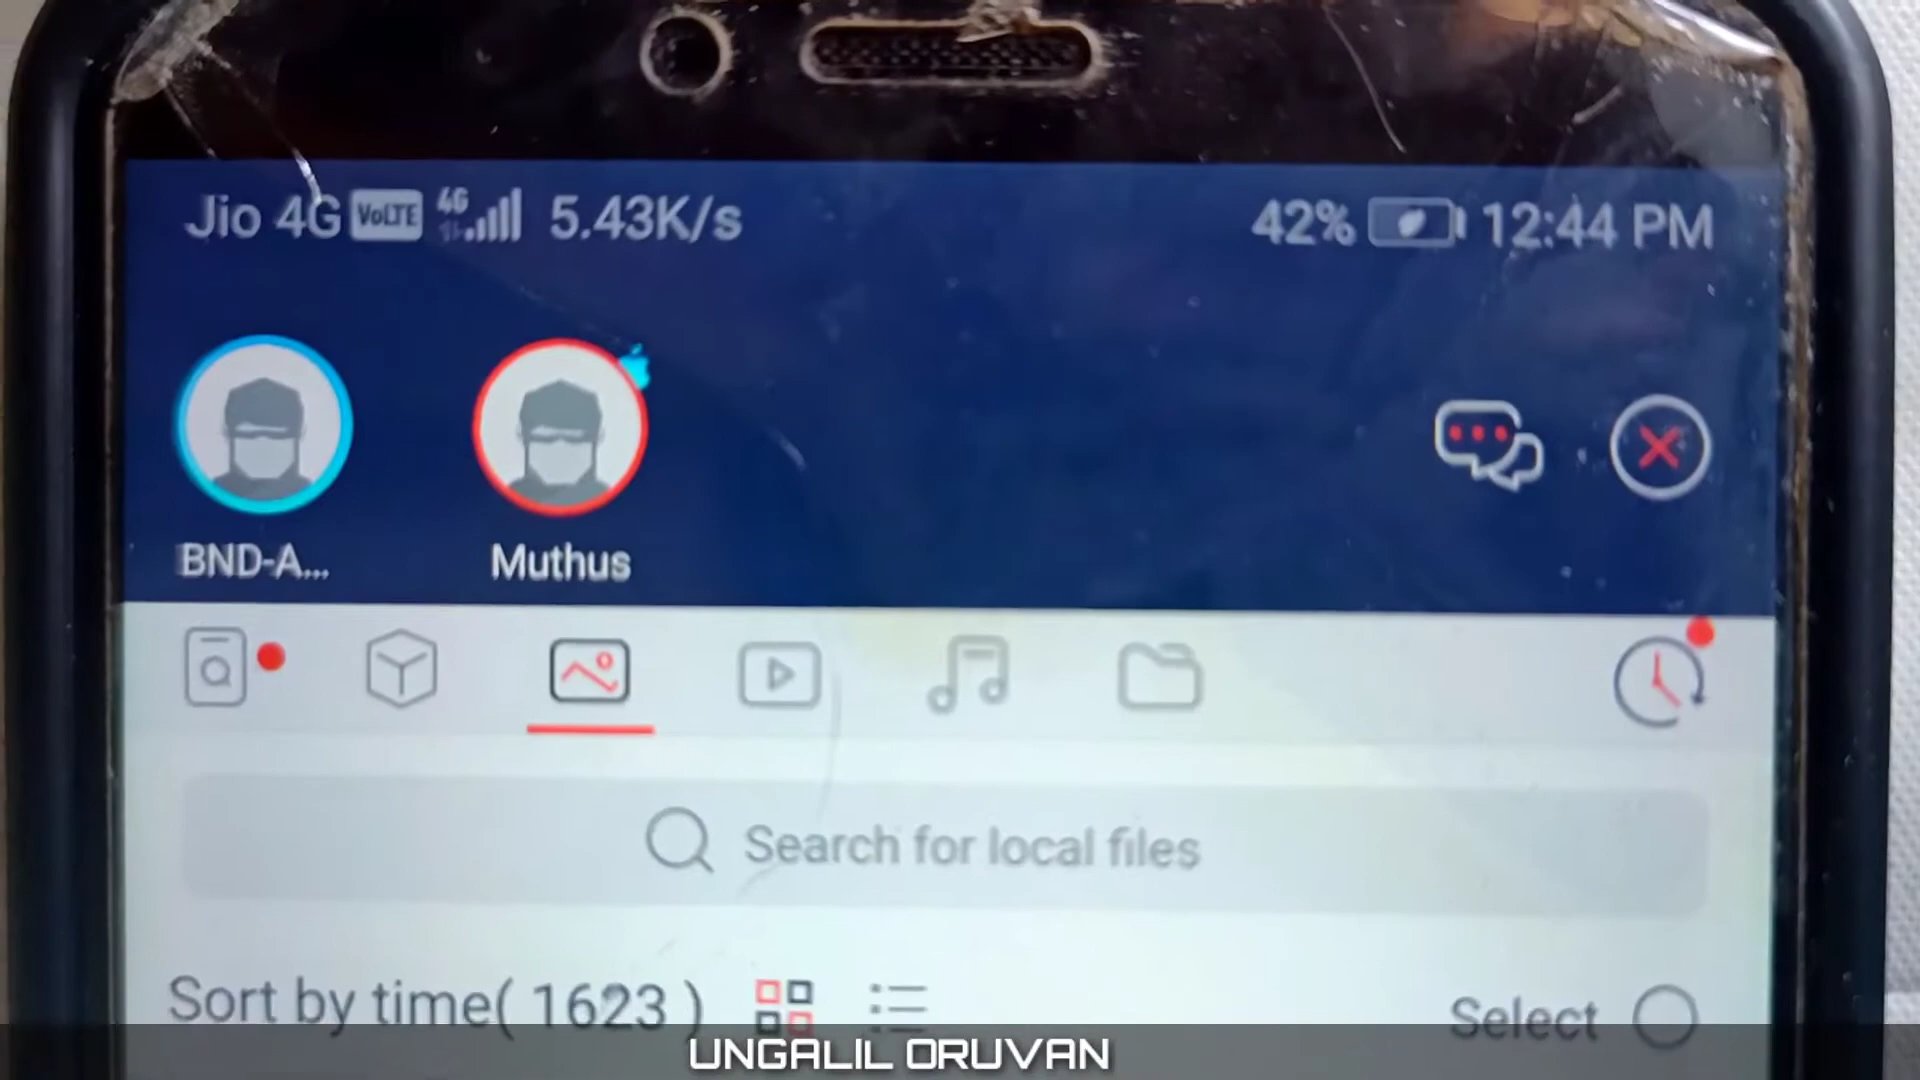 Jio 4G VoLTE 4G 5.43K/s 42% 12:44 PM
BND-A... Muthus
Search for local files
Sort by time( 1623 ) Select
UNGALIL ORUVAN